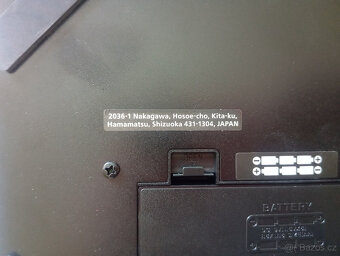 2036-1 Nakagawa, Hosoe-cho, Kita-ku,
Hamamatsu, Shizuoka 431-1304, JAPAN
BATTERY